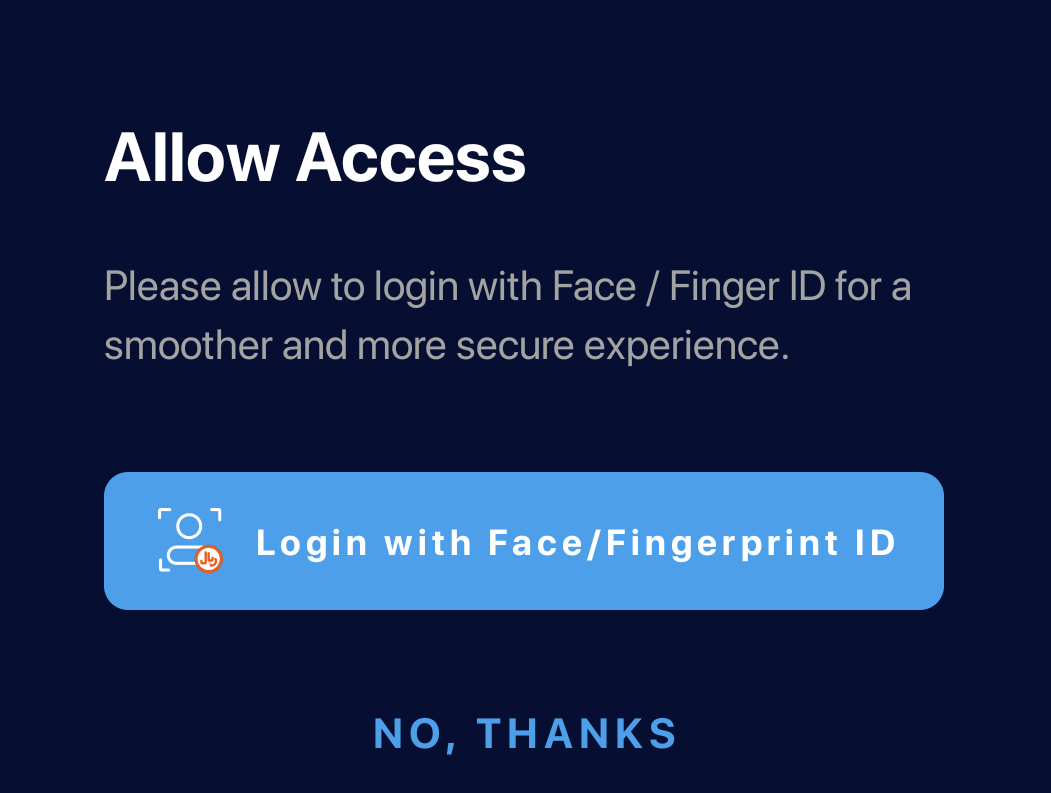 Allow Access
Please allow to login with Face / Finger ID for a
smoother and more secure experience.
Login with Face/Fingerprint ID
NO, THANKS